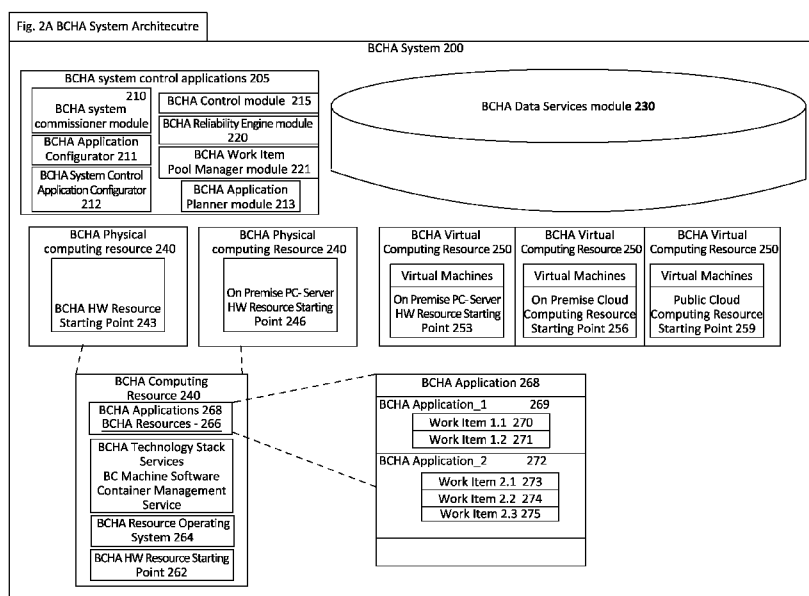 Fig. 2A BCHA System Architecutre
BCHA System 200
BCHA system control applications 205
210
BCHA system
commissioner module
BCHA Application
Configurator 211
BCHA System Control
Application Configurator
212
BCHA Control module 215
BCHA Reliability Engine module
220
BCHA Work Item
Pool Manager module 221
BCHA Application
Planner module 213
BCHA Data Services module 230
BCHA Physical
computing resource 240
BCHA HW Resource
Starting Point 243
BCHA Physical
computing Resource 240
On Premise PC- Server
HW Resource Starting
Point 246
BCHA Virtual
Computing Resource 250
Virtual Machines
On Premise PC- Server
HW Resource Starting
Point 253
BCHA Virtual
Computing Resource 250
Virtual Machines
On Premise Cloud
Computing Resource
Starting Point 256
BCHA Virtual
Computing Resource 250
Virtual Machines
Public Cloud
Computing Resource
Starting Point 259
BCHA Computing
Resource 240
BCHA Applications 268
BCHA Resources - 266
BCHA Technology Stack
Services
BC Machine Software
Container Management
Service
BCHA Resource Operating
System 264
BCHA HW Resource Starting
Point 262
BCHA Application 268
BCHA Application_1 269
Work Item 1.1 270
Work Item 1.2 271
BCHA Application_2 272
Work Item 2.1 273
Work Item 2.2 274
Work Item 2.3 275